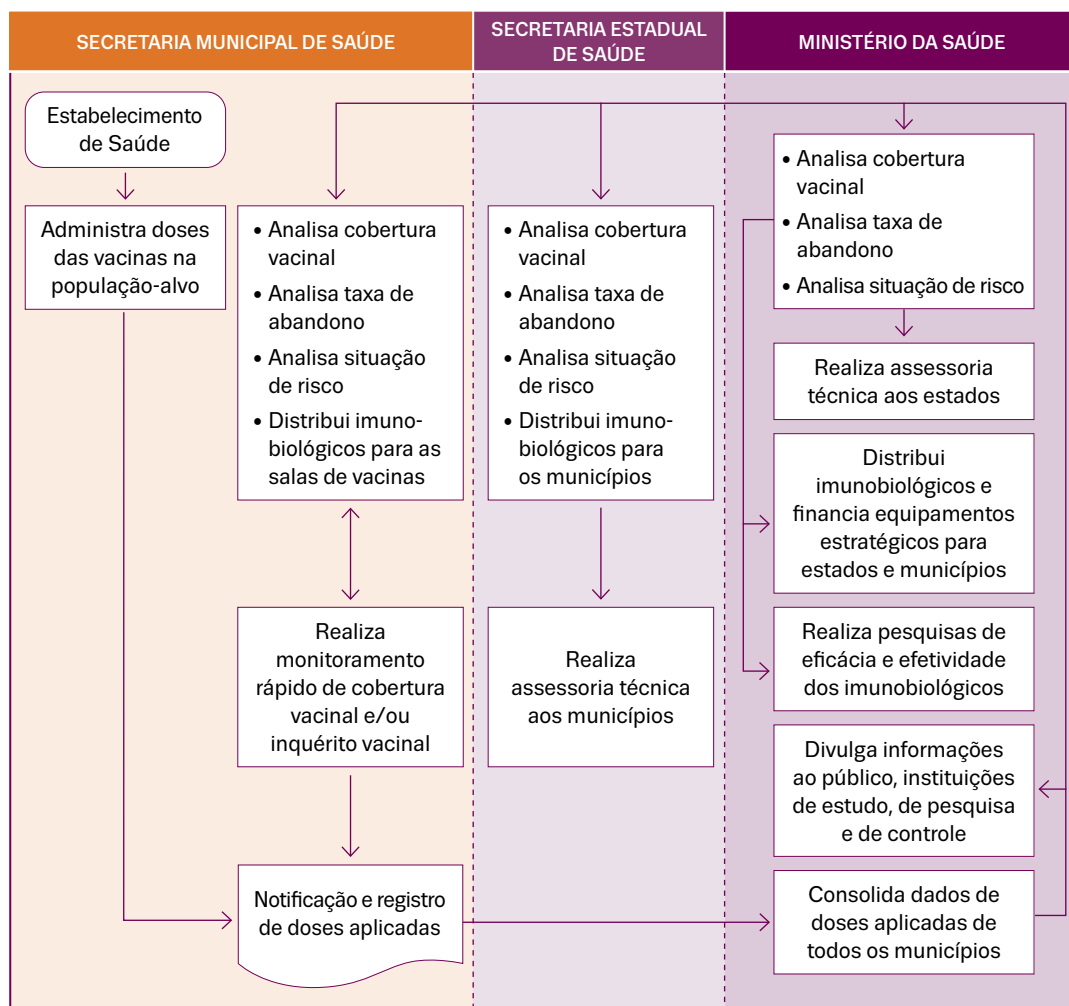 SECRETARIA MUNICIPAL DE SAÚDE
SECRETARIA ESTADUAL
DE SAÚDE
MINISTÉRIO DA SAÚDE
Estabelecimento
de Saúde
Administra doses
das vacinas na
população-alvo
• Analisa cobertura
vacinal
• Analisa taxa de
abandono
• Analisa situação
de risco
• Distribui imuno-
biológicos para as
salas de vacinas
Realiza
monitoramento
rápido de cobertura
vacinal e/ou
inquérito vacinal
Notificação e registro
de doses aplicadas
• Analisa cobertura
vacinal
• Analisa taxa de
abandono
• Analisa situação
de risco
• Distribui imuno-
biológicos para
os municípios
Realiza
assessoria técnica
aos municípios
• Analisa cobertura
vacinal
• Analisa taxa de
abandono
• Analisa situação de risco
Realiza assessoria
técnica aos estados
Distribui
imunobiológicos e
financia equipamentos
estratégicos para
estados e municípios
Realiza pesquisas de
eficácia e efetividade
dos imunobiológicos
Divulga informações
ao público, instituições
de estudo, de pesquisa
e de controle
Consolida dados de
doses aplicadas de
todos os municípios